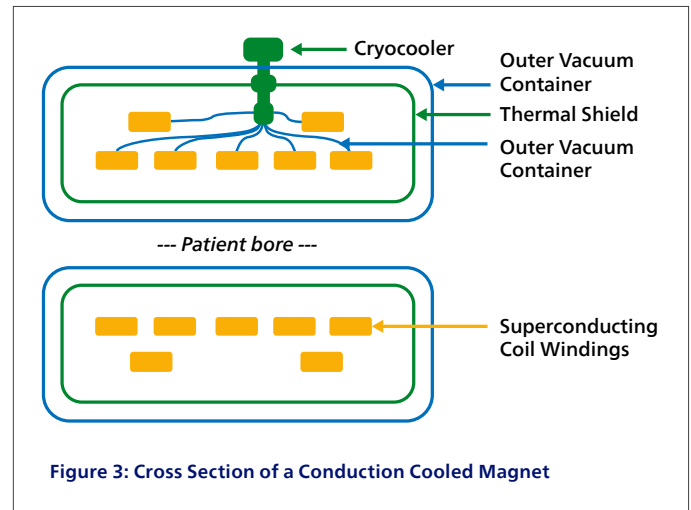 Cryocooler
Outer Vacuum
Container
Thermal Shield
Outer Vacuum
Container
--- Patient bore ---
Superconducting
Coil Windings
Figure 3: Cross Section of a Conduction Cooled Magnet